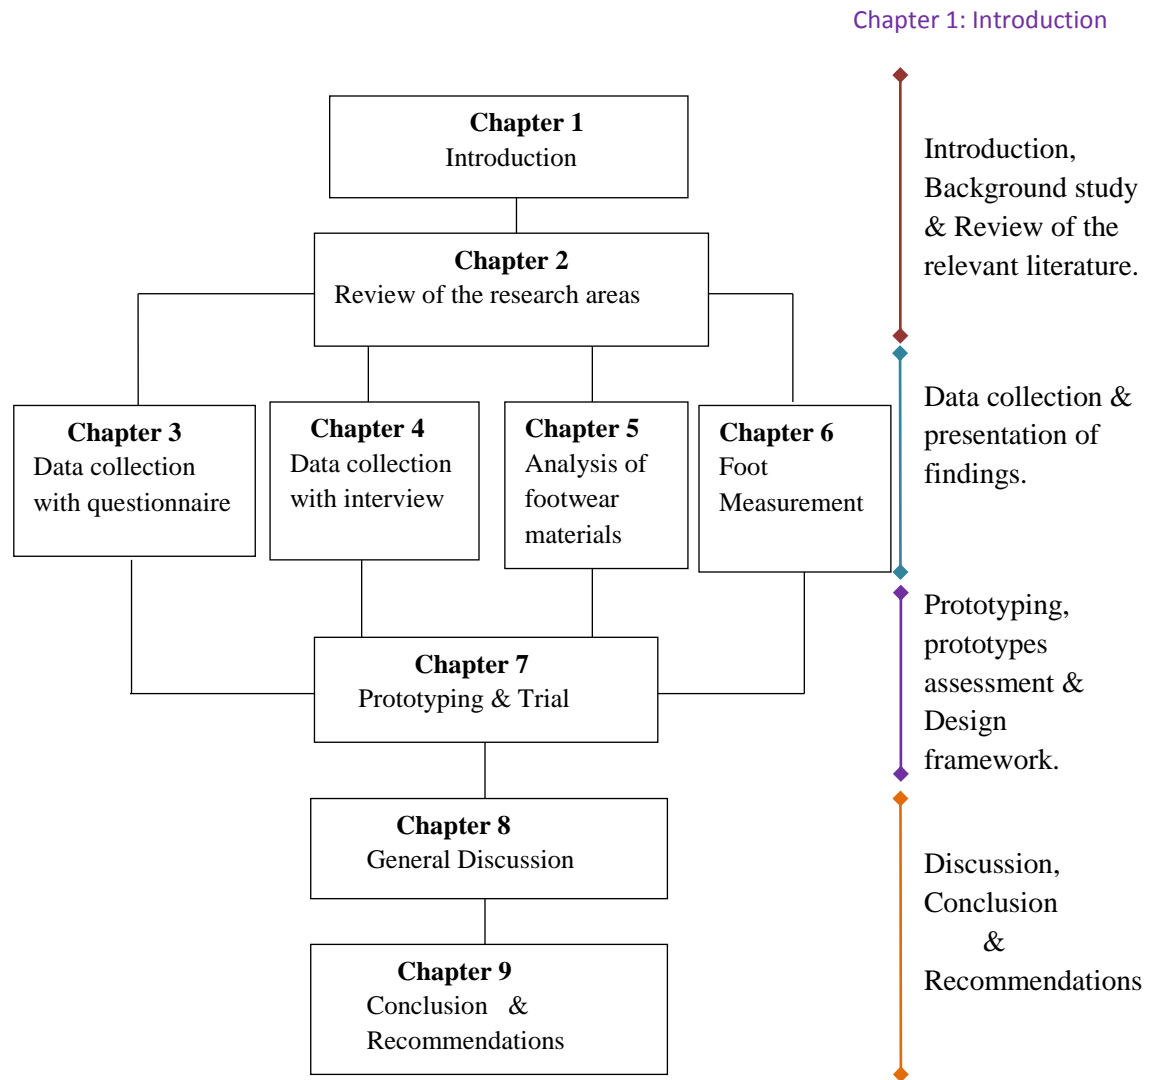 Chapter 1: Introduction
Chapter 1
Introduction
Chapter 2
Review of the research areas
Chapter 3
Data collection
with questionnaire
Chapter 4
Data collection
with interview
Chapter 5
Analysis of
footwear
materials
Chapter 6
Foot
Measurement
Chapter 7
Prototyping & Trial
Chapter 8
General Discussion
Chapter 9
Conclusion &
Recommendations
Introduction,
Background study
& Review of the
relevant literature.
Data collection &
presentation of
findings.
Prototyping,
prototypes
assessment &
Design
framework.
Discussion,
Conclusion
&
Recommendations